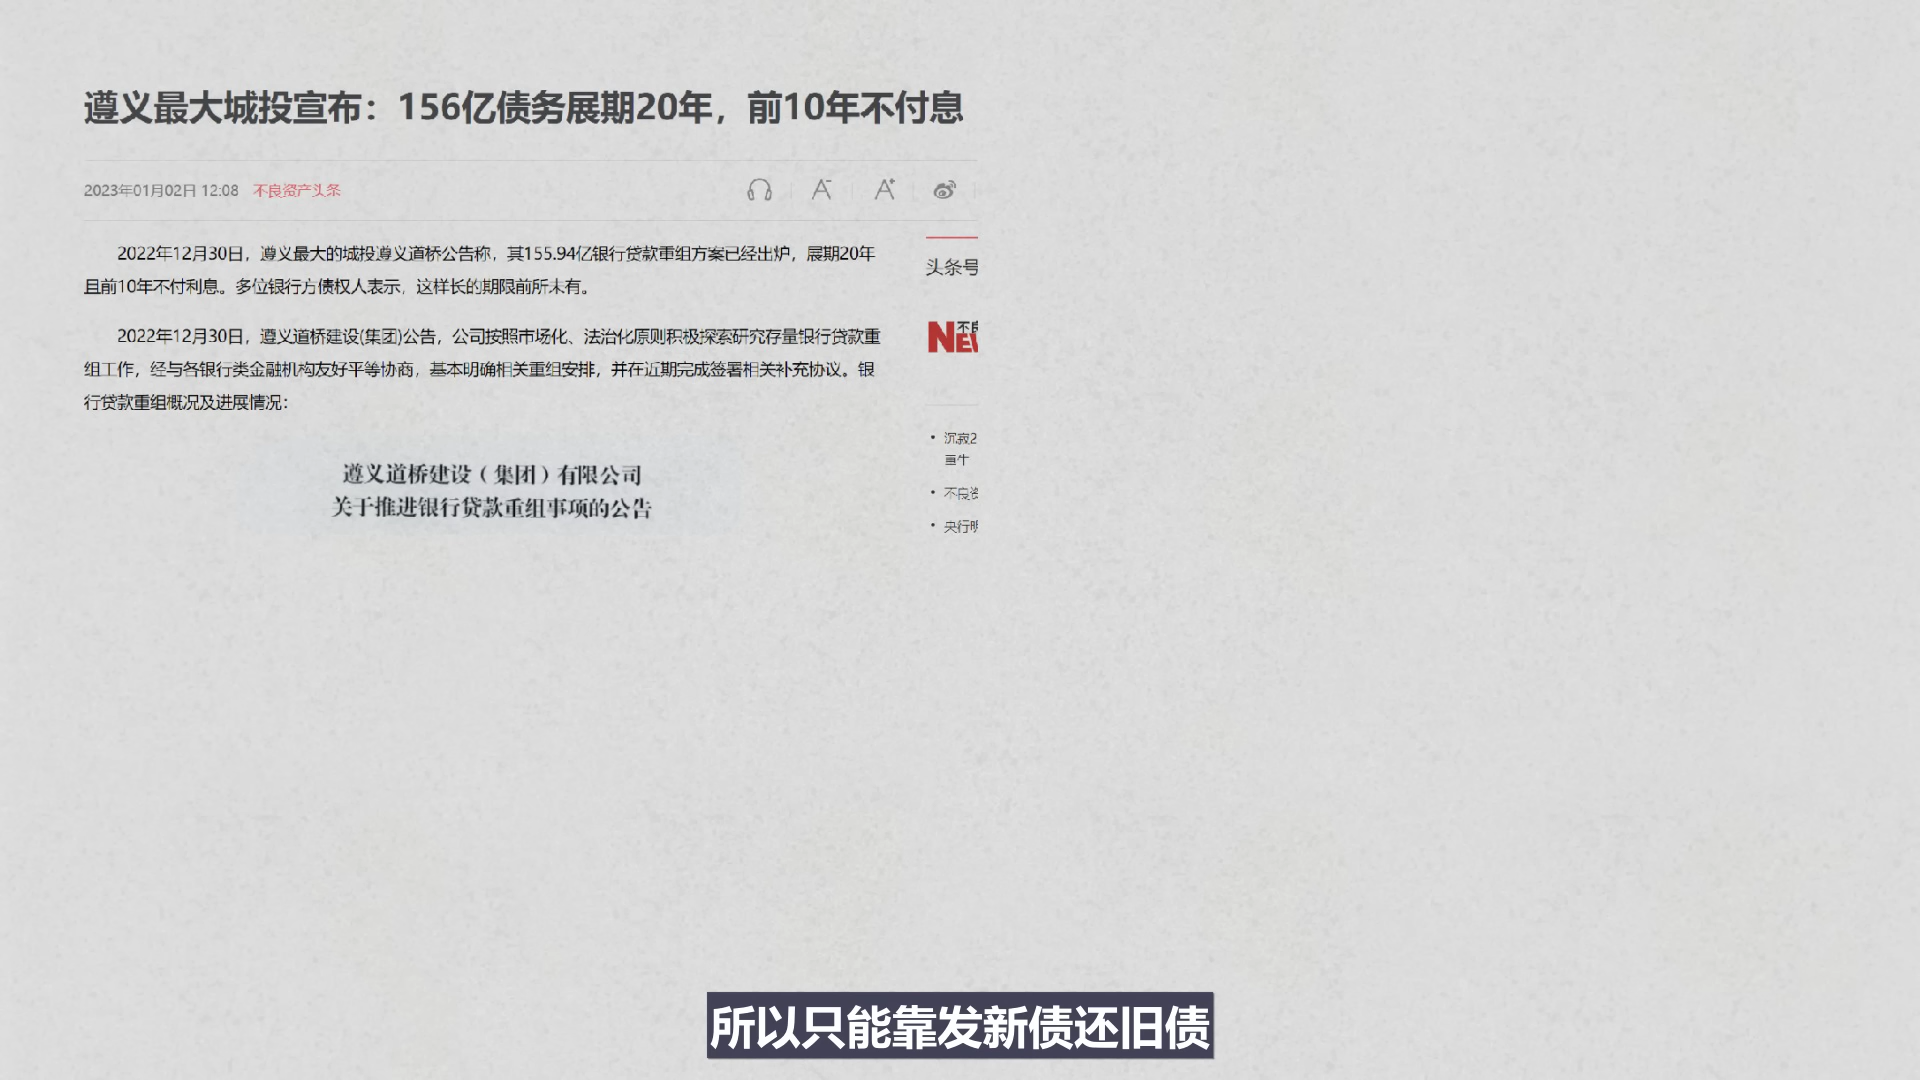 遵义最大城投宣布：156亿债务展期20年，前10年不付息
2023年01月02日 12:08 不良资产头条
2022年12月30日，遵义最大的城投遵义道桥公告称，其155.94亿银行贷款重组方案已经出炉，展期20年
且前10年不付利息。多位银行方债权人表示，这样长的期限前所未有。
头条号
2022年12月30日，遵义道桥建设(集团)公告，公司按照市场化、法治化原则积极探索研究存量银行贷款重
组工作，经与各银行类金融机构友好平等协商，基本明确相关重组安排，并在近期完成签署相关补充协议。银
行贷款重组概况及进展情况：
不良
NEW
遵义道桥建设（集团）有限公司
关于推进银行贷款重组事项的公告
沉寂2
重牛
不良资
央行明
所以只能靠发新债还旧债